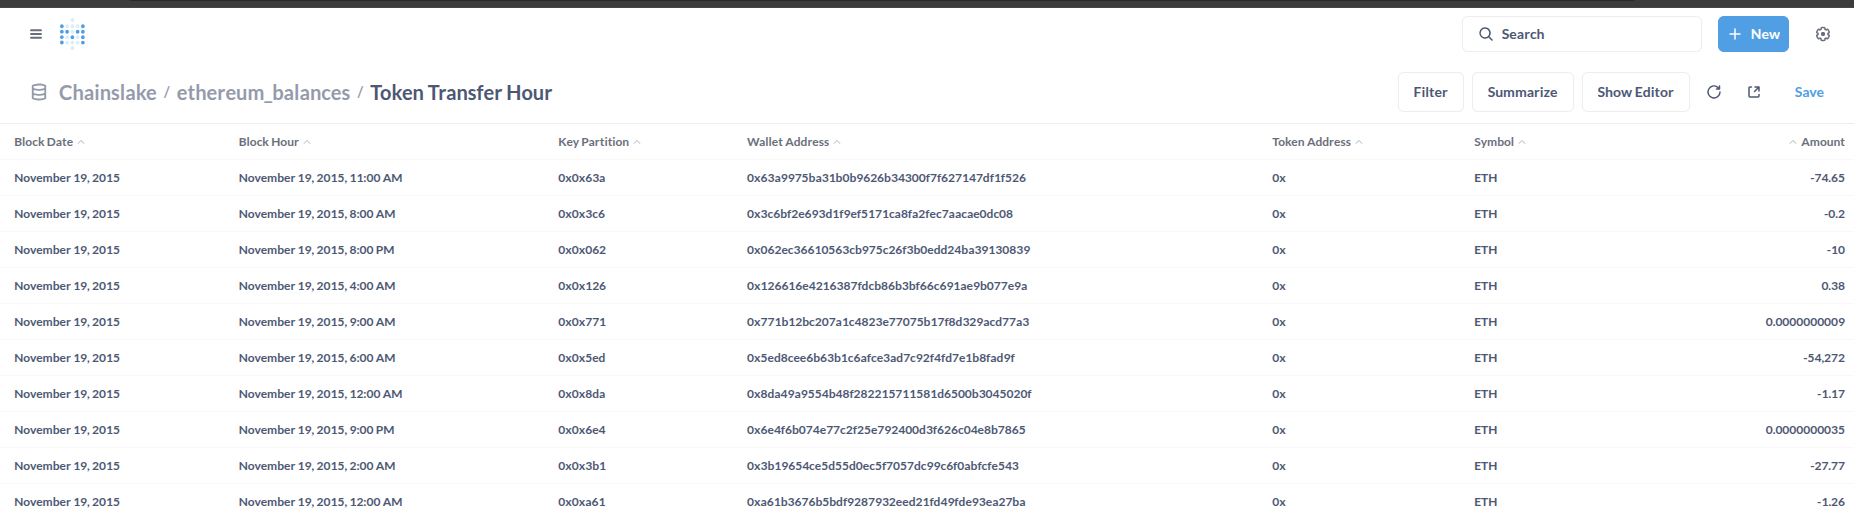 Search
+ New
Chainslake / ethereum_balances / Token Transfer Hour
Filter Summarize Show Editor Save
Block Date Block Hour Key Partition Wallet Address Token Address Symbol Amount
November 19, 2015 November 19, 2015, 11:00 AM 0x0x63a 0x63a9975ba31b0b9626b34300f7f627147df1f526 0x ETH -74.65
November 19, 2015 November 19, 2015, 8:00 AM 0x0x3c6 0x3c6bf2e693d1f9ef5171ca8fa2fec7aacae0dc08 0x ETH -0.2
November 19, 2015 November 19, 2015, 8:00 PM 0x0x062 0x062ec36610563cb975c26f3b0edd24ba39130839 0x ETH -10
November 19, 2015 November 19, 2015, 4:00 AM 0x0x126 0x126616e4216387fdcb86b3bf66c691ae9b077e9a 0x ETH 0.38
November 19, 2015 November 19, 2015, 9:00 AM 0x0x771 0x771b12bc207a1c4823e77075b17f8d329acd77a3 0x ETH 0.0000000009
November 19, 2015 November 19, 2015, 6:00 AM 0x0x5ed 0x5ed8cee6b63b1c6afce3ad7c92f4fd7e1b8fad9f 0x ETH -54,272
November 19, 2015 November 19, 2015, 12:00 AM 0x0x8da 0x8da49a9554b48f282215711581d6500b3045020f 0x ETH -1.17
November 19, 2015 November 19, 2015, 9:00 PM 0x0x6e4 0x6e4f6b074e77c2f25e792400d3f626c04e8b7865 0x ETH 0.0000000035
November 19, 2015 November 19, 2015, 2:00 AM 0x0x3b1 0x3b19654ce5d55d0ec5f7057dc99c6f0abfcfe543 0x ETH -27.77
November 19, 2015 November 19, 2015, 12:00 AM 0x0xa61 0xa61b3676b5bdf9287932eed21fd49fde93ea27ba 0x ETH -1.26